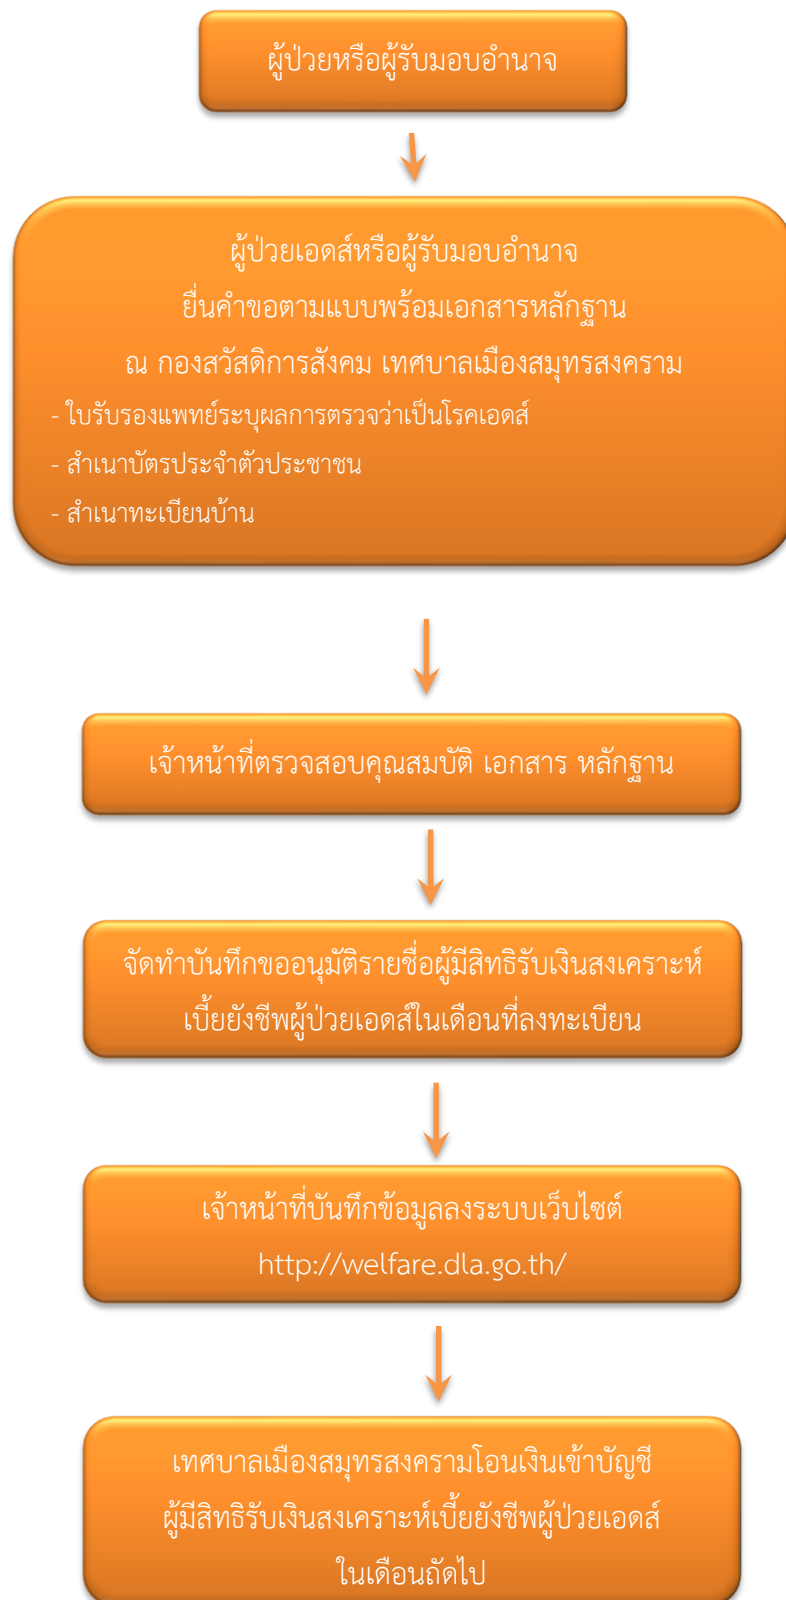 ผู้ป่วยหรือผู้รับมอบอำนาจ
ผู้ป่วยเอดส์หรือผู้รับมอบอำนาจ
ยื่นคำขอตามแบบพร้อมเอกสารหลักฐาน
ณ กองสวัสดิการสังคม เทศบาลเมืองสมุทรสงคราม
- ใบรับรองแพทย์ระบุผลการตรวจว่าเป็นโรคเอดส์
- สำเนาบัตรประจำตัวประชาชน
- สำเนาทะเบียนบ้าน
เจ้าหน้าที่ตรวจสอบคุณสมบัติ เอกสาร หลักฐาน
จัดทำบันทึกขออนุมัติรายชื่อผู้มีสิทธิรับเงินสงเคราะห์
เบี้ยยังชีพผู้ป่วยเอดส์ในเดือนที่ลงทะเบียน
เจ้าหน้าที่บันทึกข้อมูลลงระบบเว็บไซต์
http://welfare.dla.go.th/
เทศบาลเมืองสมุทรสงครามโอนเงินเข้าบัญชี
ผู้มีสิทธิรับเงินสงเคราะห์เบี้ยยังชีพผู้ป่วยเอดส์
ในเดือนถัดไป